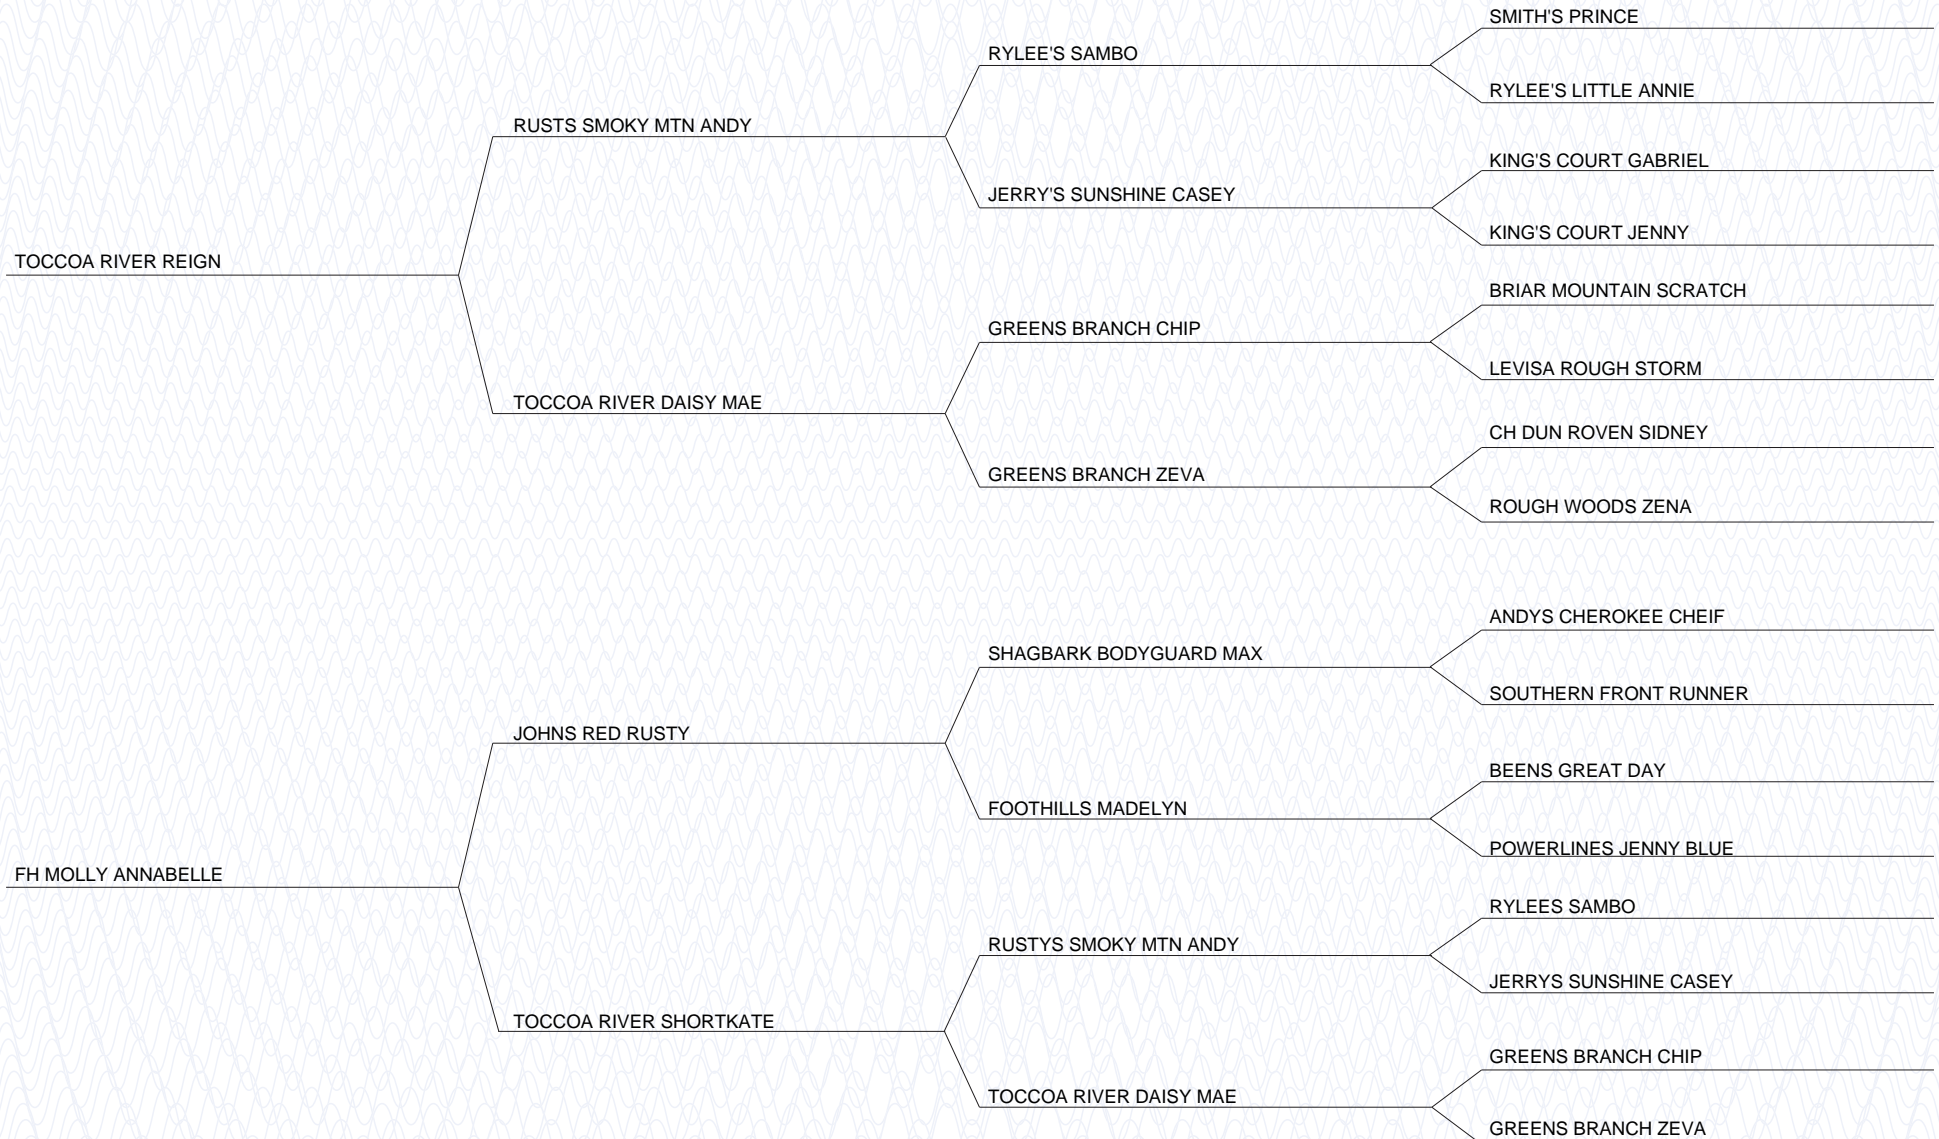 SMITH'S PRINCE
RYLEE'S SAMBO
RYLEE'S LITTLE ANNIE
RUSTS SMOKY MTN ANDY
KING'S COURT GABRIEL
JERRY'S SUNSHINE CASEY
KING'S COURT JENNY
TOCCOA RIVER REIGN
BRIAR MOUNTAIN SCRATCH
GREENS BRANCH CHIP
LEVISA ROUGH STORM
TOCCOA RIVER DAISY MAE
CH DUN ROVEN SIDNEY
GREENS BRANCH ZEVA
ROUGH WOODS ZENA
ANDYS CHEROKEE CHEIF
SHAGBARK BODYGUARD MAX
SOUTHERN FRONT RUNNER
JOHNS RED RUSTY
BEENS GREAT DAY
FOOTHILLS MADELYN
POWERLINES JENNY BLUE
FH MOLLY ANNABELLE
RYLEES SAMBO
RUSTYS SMOKY MTN ANDY
JERRYS SUNSHINE CASEY
TOCCOA RIVER SHORTKATE
GREENS BRANCH CHIP
TOCCOA RIVER DAISY MAE
GREENS BRANCH ZEVA